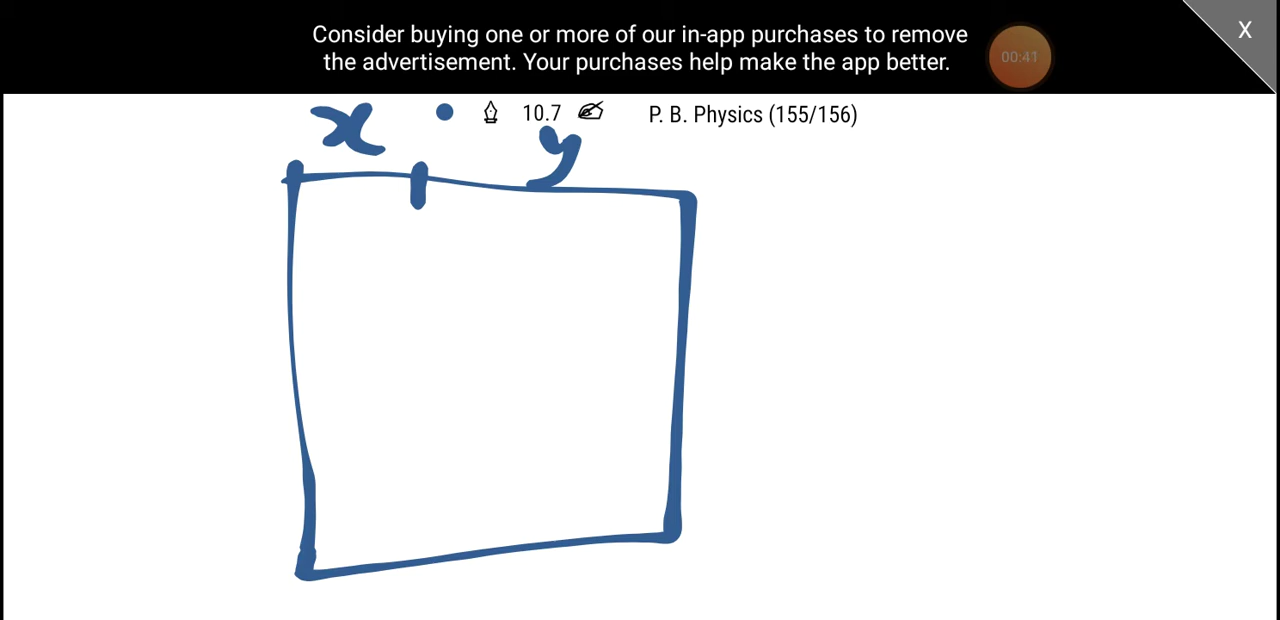 Consider buying one or more of our in-app purchases to remove
the advertisement. Your purchases help make the app better.
X
00:41
10.7 P. B. Physics (155/156)
x y